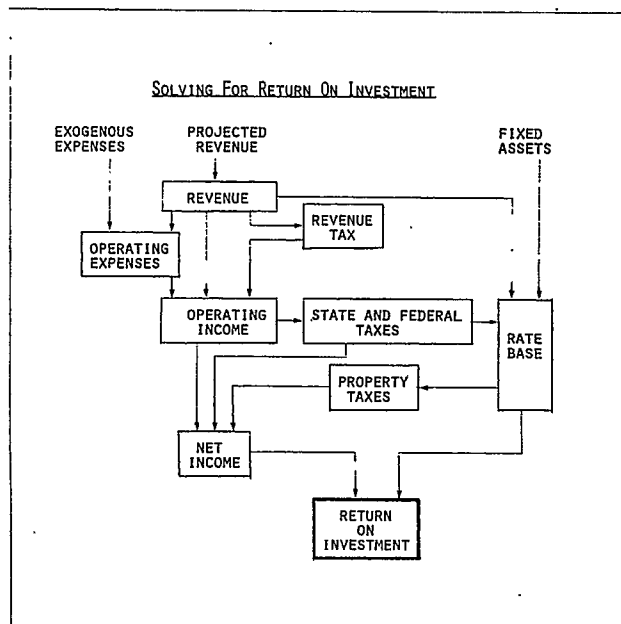 SOLVING FOR RETURN ON INVESTMENT
EXOGENOUS
EXPENSES
PROJECTED
REVENUE
FIXED
ASSETS
REVENUE
REVENUE
TAX
OPERATING
EXPENSES
OPERATING
INCOME
STATE AND FEDERAL
TAXES
RATE
BASE
PROPERTY
TAXES
NET
INCOME
RETURN
ON
INVESTMENT